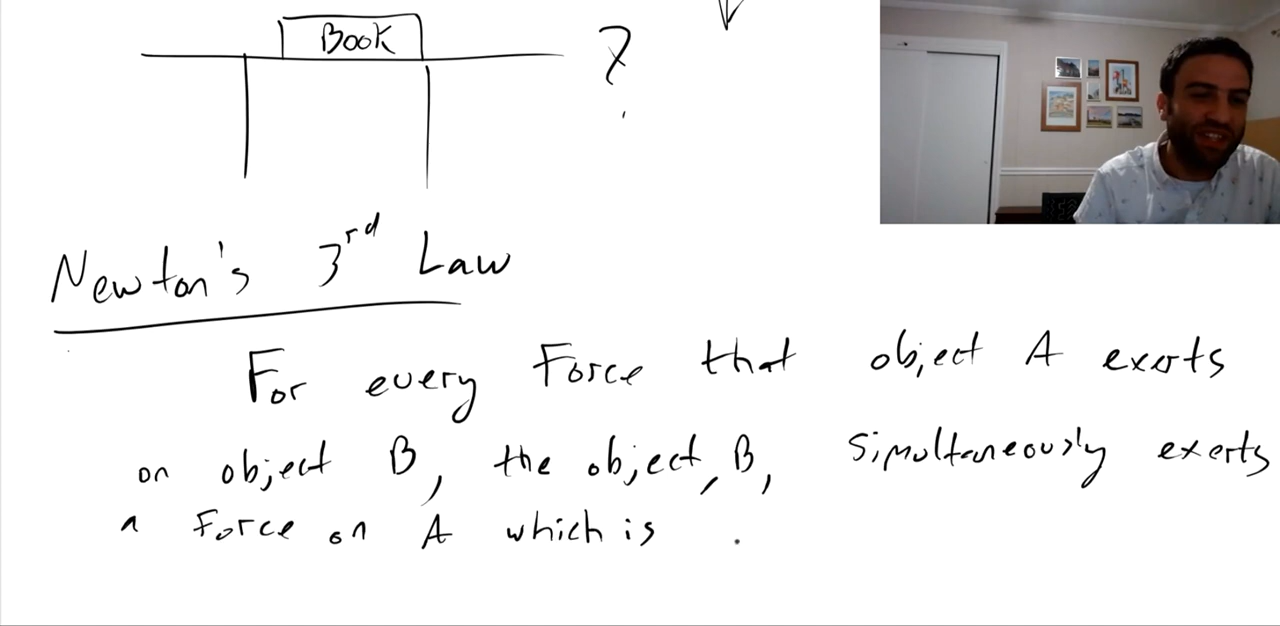 Book
?
Newton's 3rd Law
For every Force that object A exerts
on object B, the object, B, simultaneously exerts
a Force on A which is